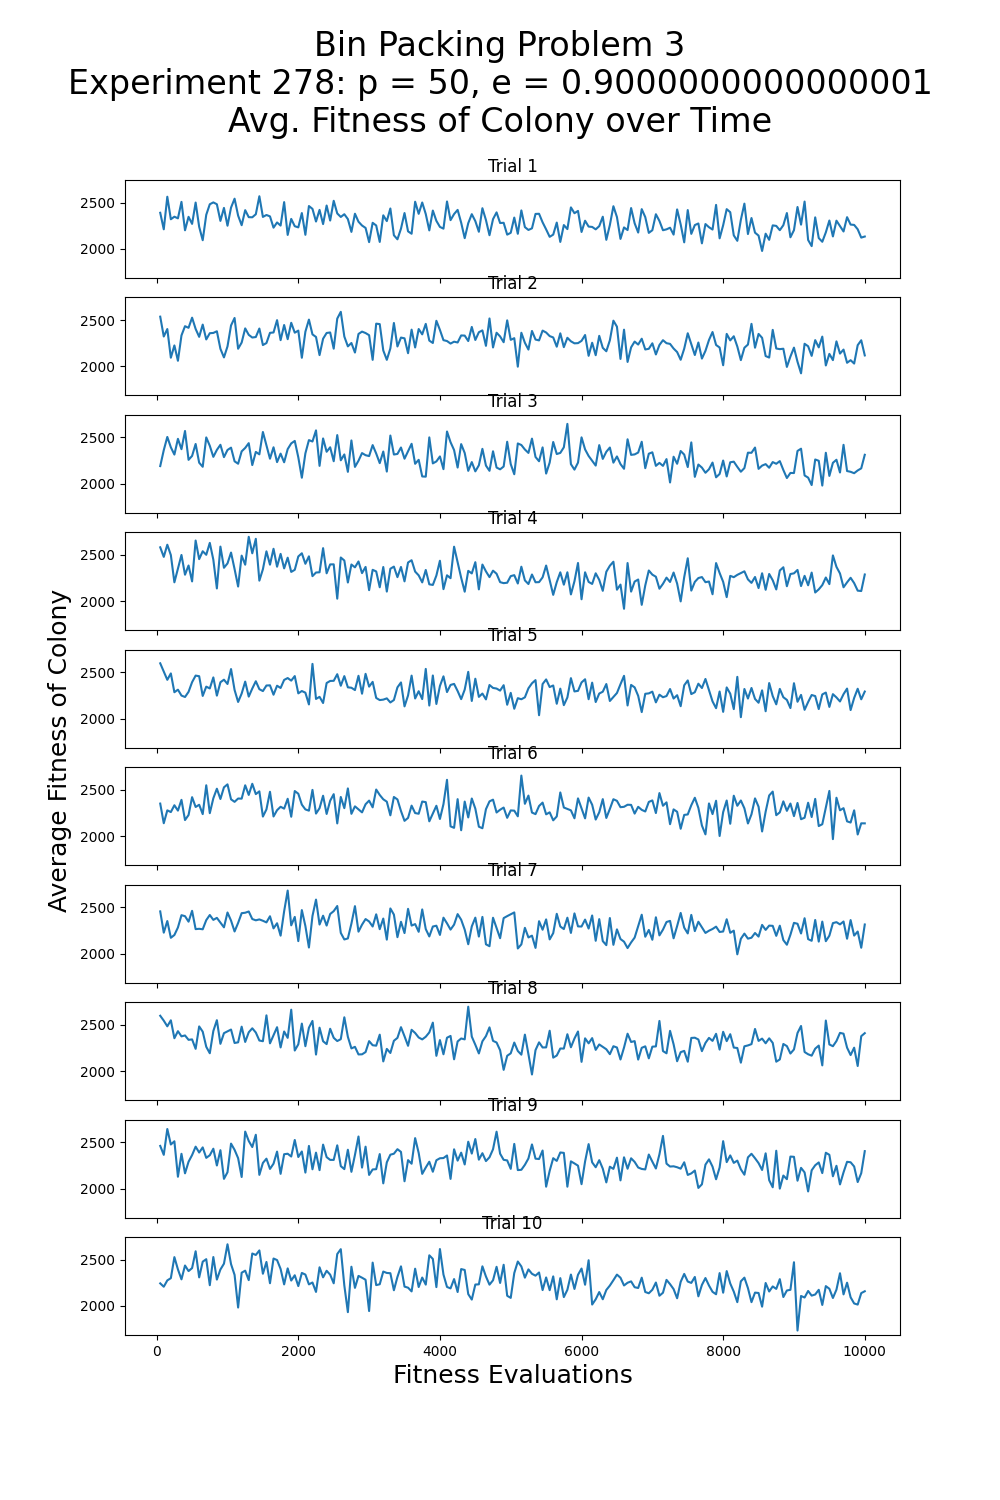 Bin Packing Problem 3
Experiment 278: p = 50, e = 0.9000000000000001
Avg. Fitness of Colony over Time
Trial 1
2500
2000
Trial 2
2500
2000
Trial 3
2500
2000
Trial 4
2500
2000
Trial 5
2500
2000
Trial 6
2500
2000
Trial 7
2500
2000
Trial 8
2500
2000
Trial 9
2500
2000
Trial 10
2500
2000
0 2000 4000 6000 8000 10000
Fitness Evaluations
Average Fitness of Colony